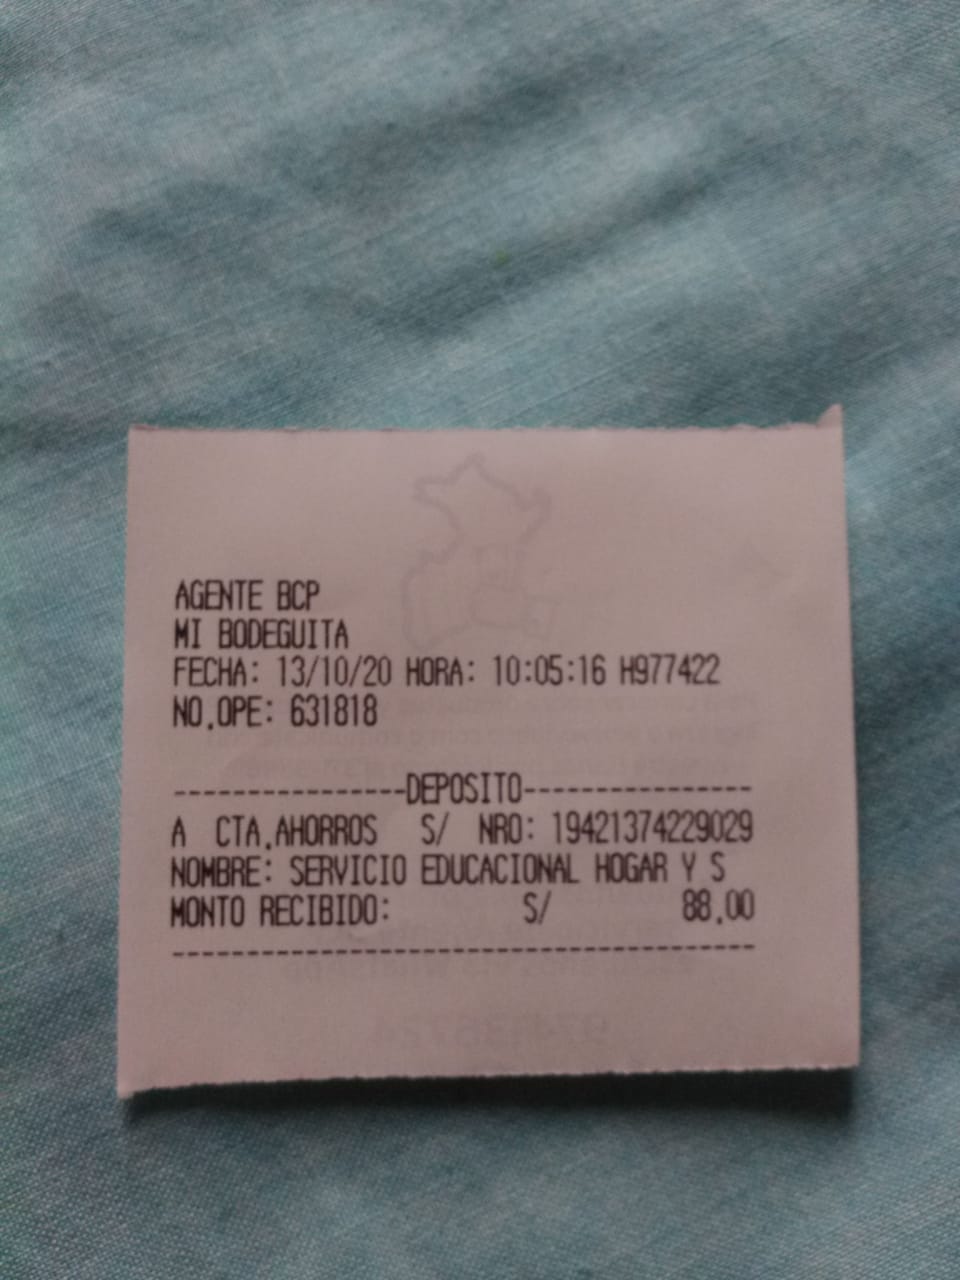 AGENTE BCP
MI BODEGUITA
FECHA: 13/10/20 HORA: 10:05:16 H977422
NO.OPE: 631818
----------------DEPOSITO----------------
A CTA.AHORROS S/ NRO: 19421374229029
NOMBRE: SERVICIO EDUCACIONAL HOGAR Y S
MONTO RECIBIDO: S/ 88.00
----------------------------------------